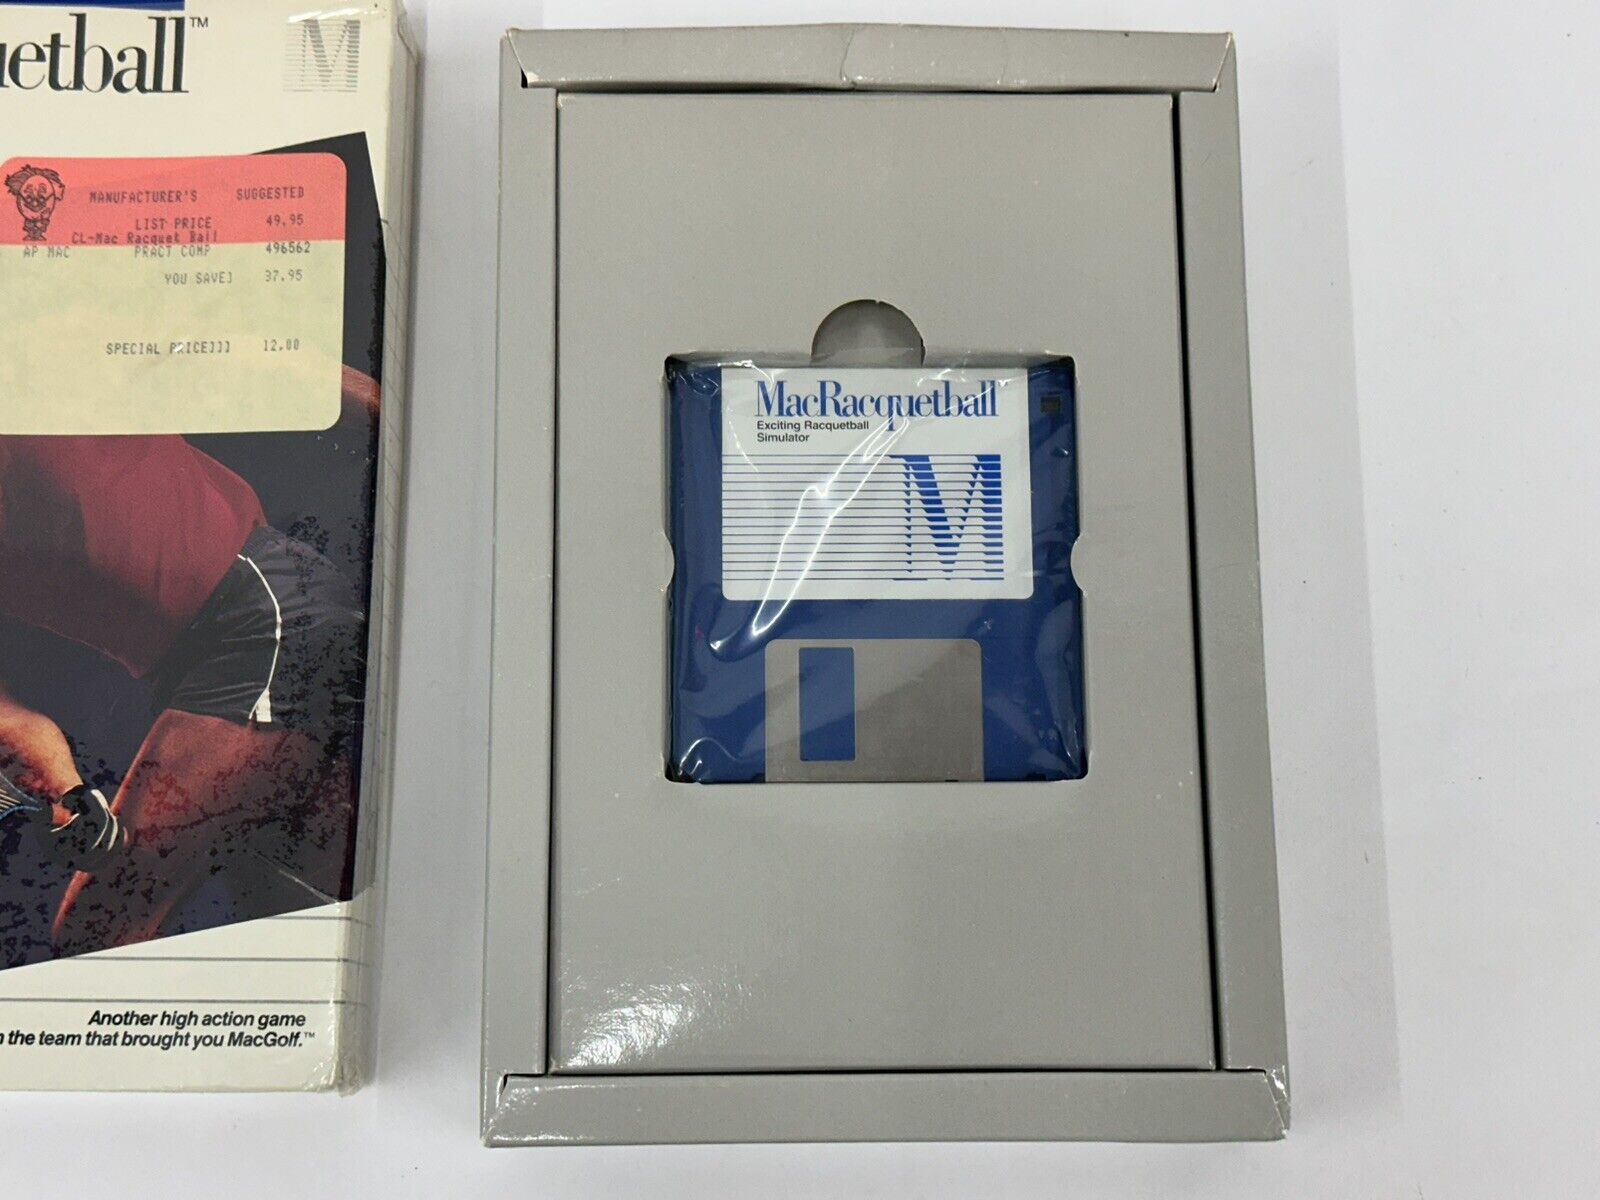 uetball™
M
MANUFACTURER'S SUGGESTED
LIST PRICE 49.95
CL-Mac Racquet Ball
AP MAC PRACT COMP 496562
YOU SAVE] 37.95
SPECIAL PRICE]]] 12.00
Another high action game
the team that brought you MacGolf.™
MacRacquetball™
Exciting Racquetball
Simulator
M